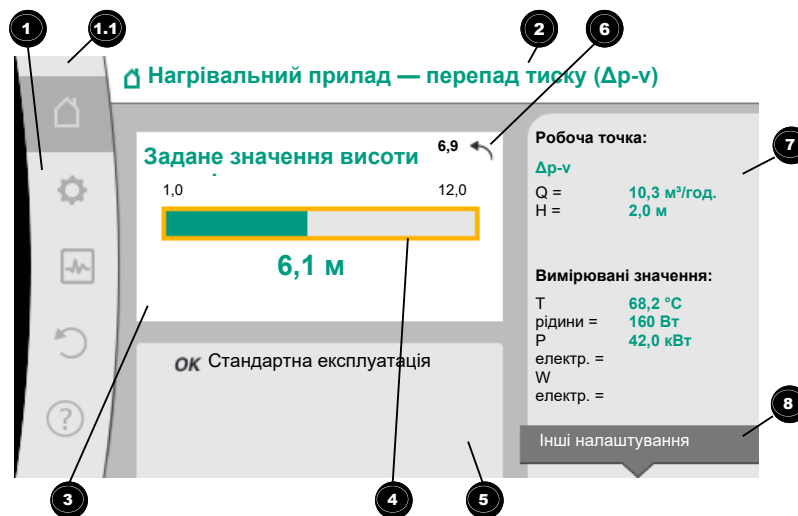 1
1.1
2
6
Нагрівальний прилад — перепад тиску (Δp-v)
Задане значення висоти
6,9
1,0
12,0
6,1 м
OK Стандартна експлуатація
Робоча точка:
Δp-v
Q = 10,3 м³/год.
H = 2,0 м
7
Вимірювані значення:
T 68,2 °C
рідини = 160 Вт
P 42,0 кВт
електр. =
W
електр. =
8
Інші налаштування
?
3
4
5